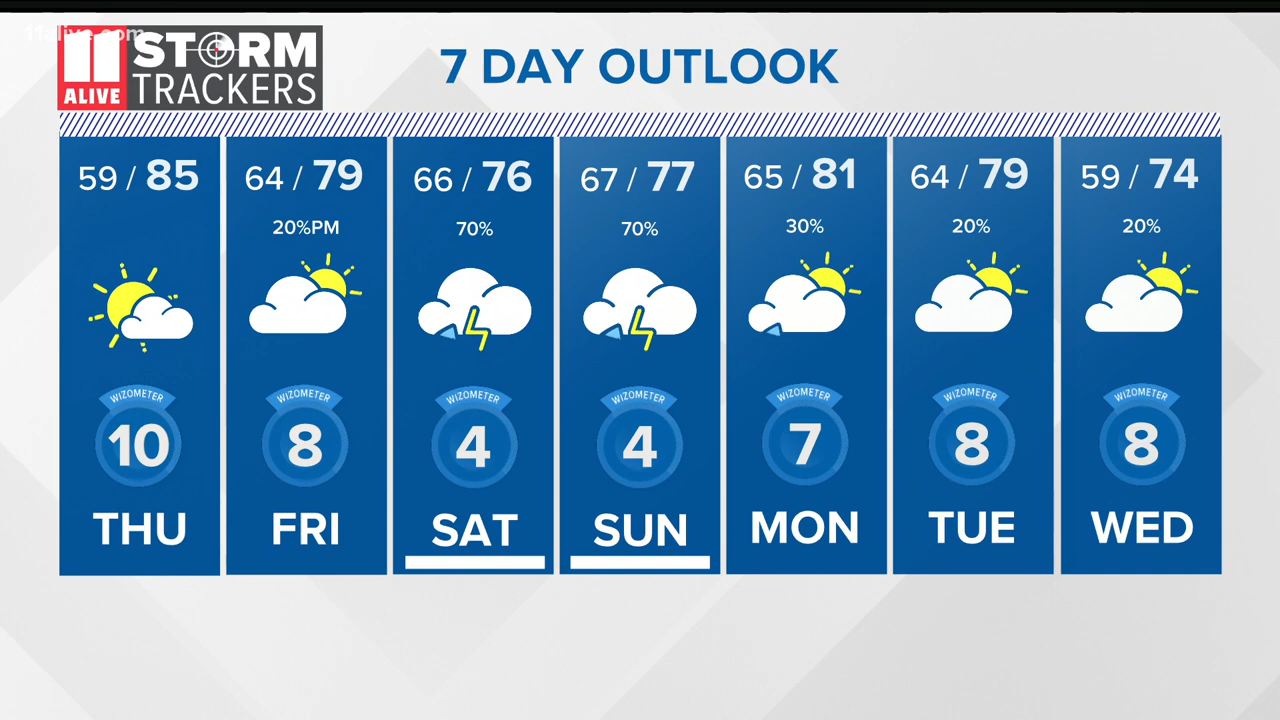 11alive.com
11
ALIVE
STORM
TRACKERS
7 DAY OUTLOOK
59 / 85
64 / 79
66 / 76
67 / 77
65 / 81
64 / 79
59 / 74
20%PM
70%
70%
30%
20%
20%
WIZOMETER
WIZOMETER
WIZOMETER
WIZOMETER
WIZOMETER
WIZOMETER
WIZOMETER
10
8
4
4
7
8
8
THU
FRI
SAT
SUN
MON
TUE
WED